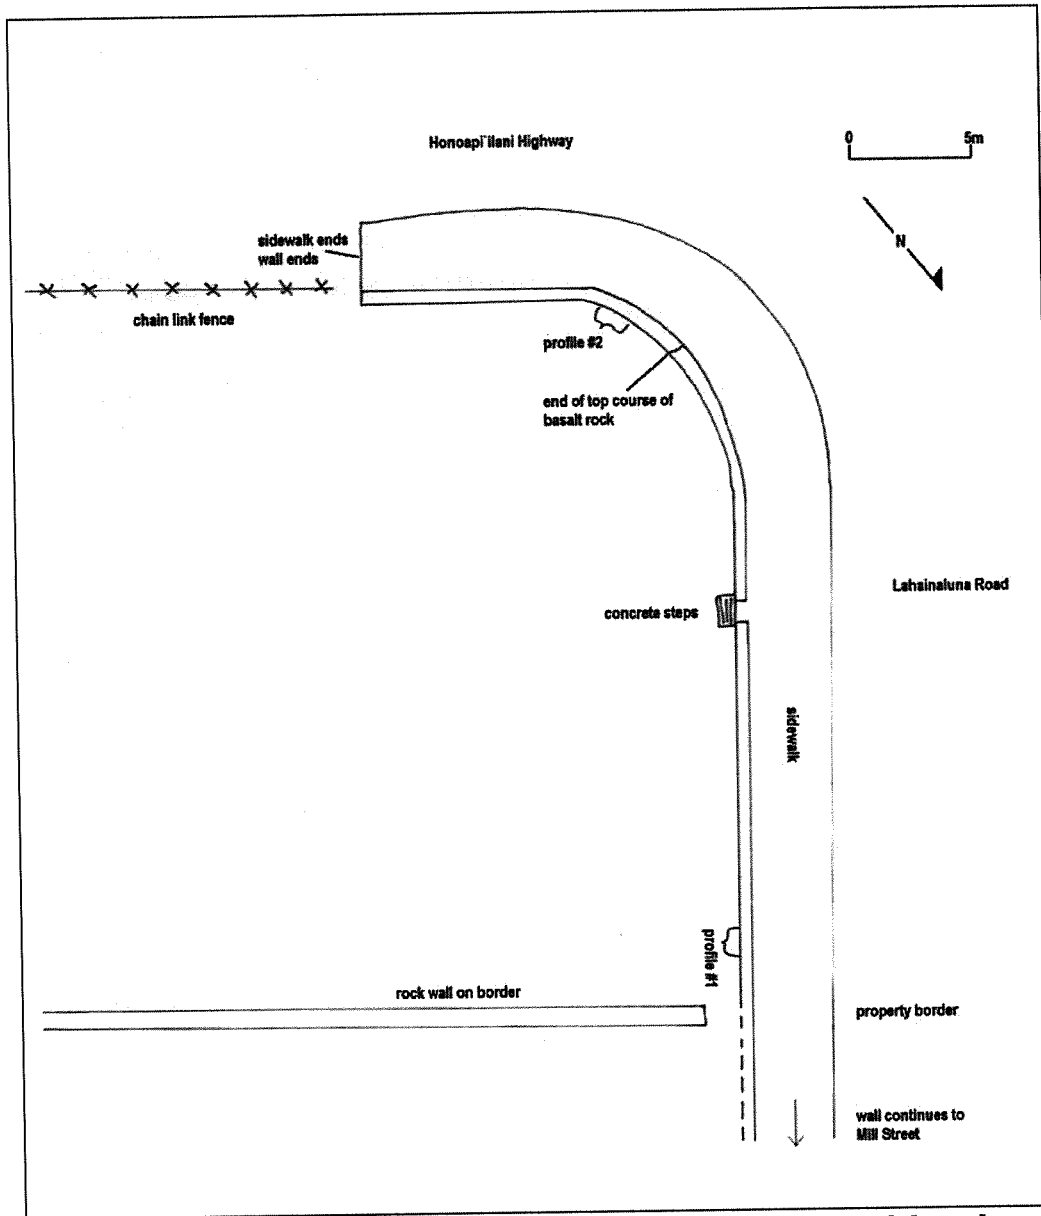 Honoapi`ilani Highway
0 5m
N
sidewalk ends
wall ends
chain link fence
profile #2
end of top course of
basalt rock
Lahainaluna Road
concrete steps
sidewalk
profile #1
rock wall on border
property border
wall continues to
Mill Street